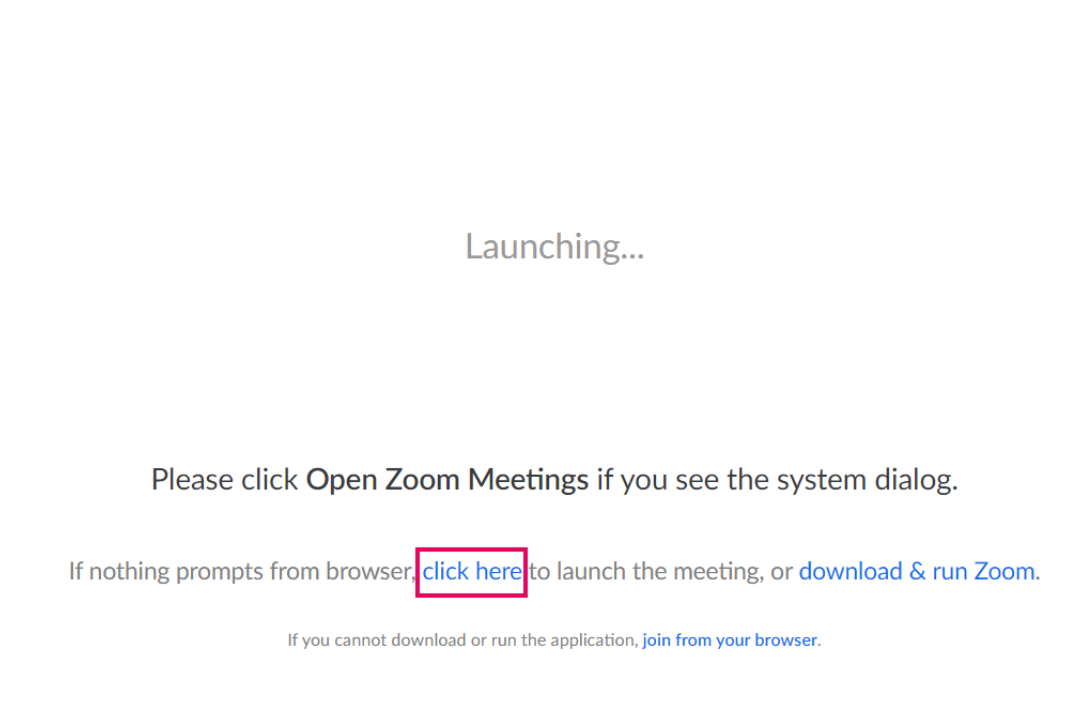 Launching...
Please click Open Zoom Meetings if you see the system dialog.
If nothing prompts from browser, click here to launch the meeting, or download & run Zoom.
If you cannot download or run the application, join from your browser.